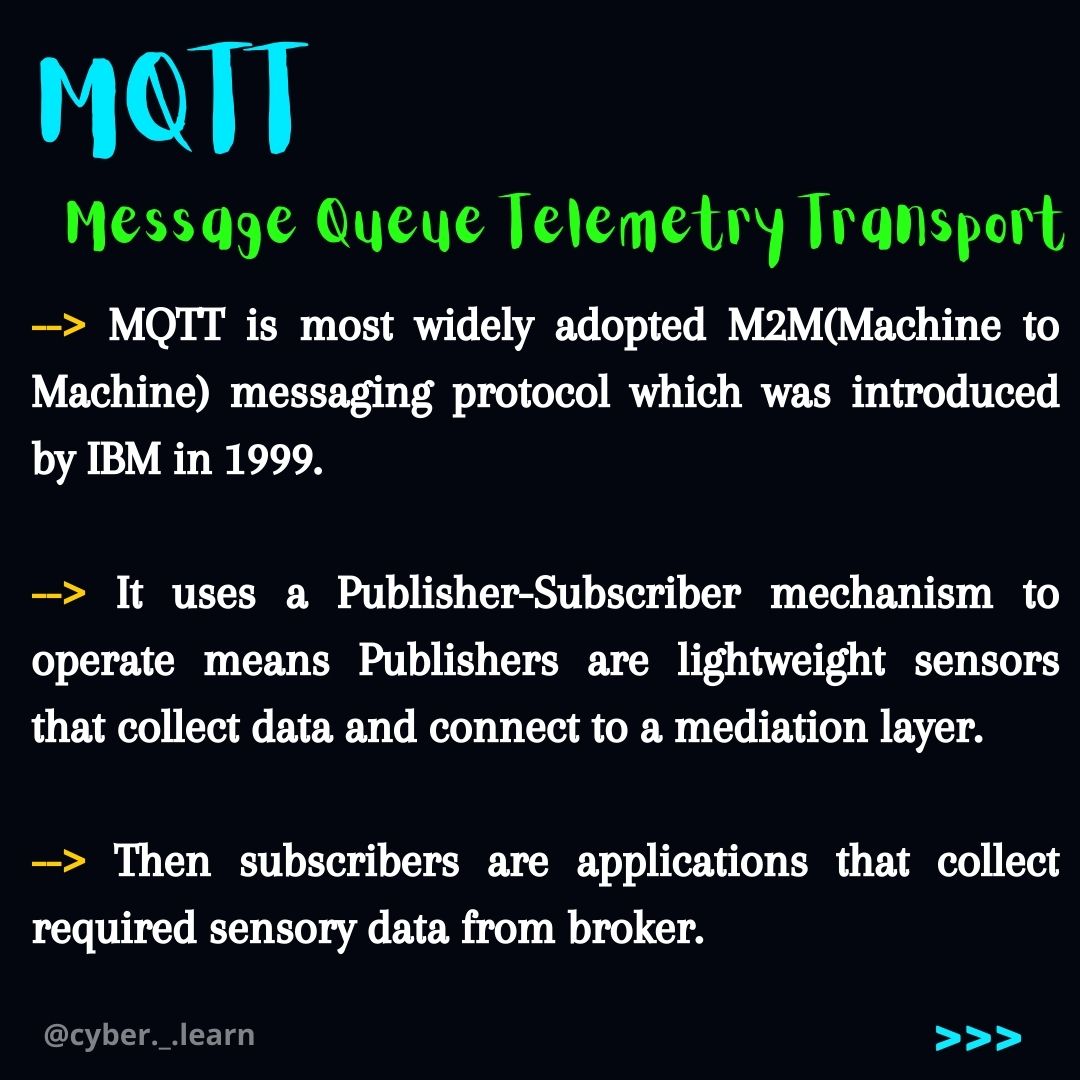 MQTT
Message Queue Telemetry Transport
--> MQTT is most widely adopted M2M(Machine to
Machine) messaging protocol which was introduced
by IBM in 1999.
--> It uses a Publisher-Subscriber mechanism to
operate means Publishers are lightweight sensors
that collect data and connect to a mediation layer.
--> Then subscribers are applications that collect
required sensory data from broker.
@cyber._.learn
>>>